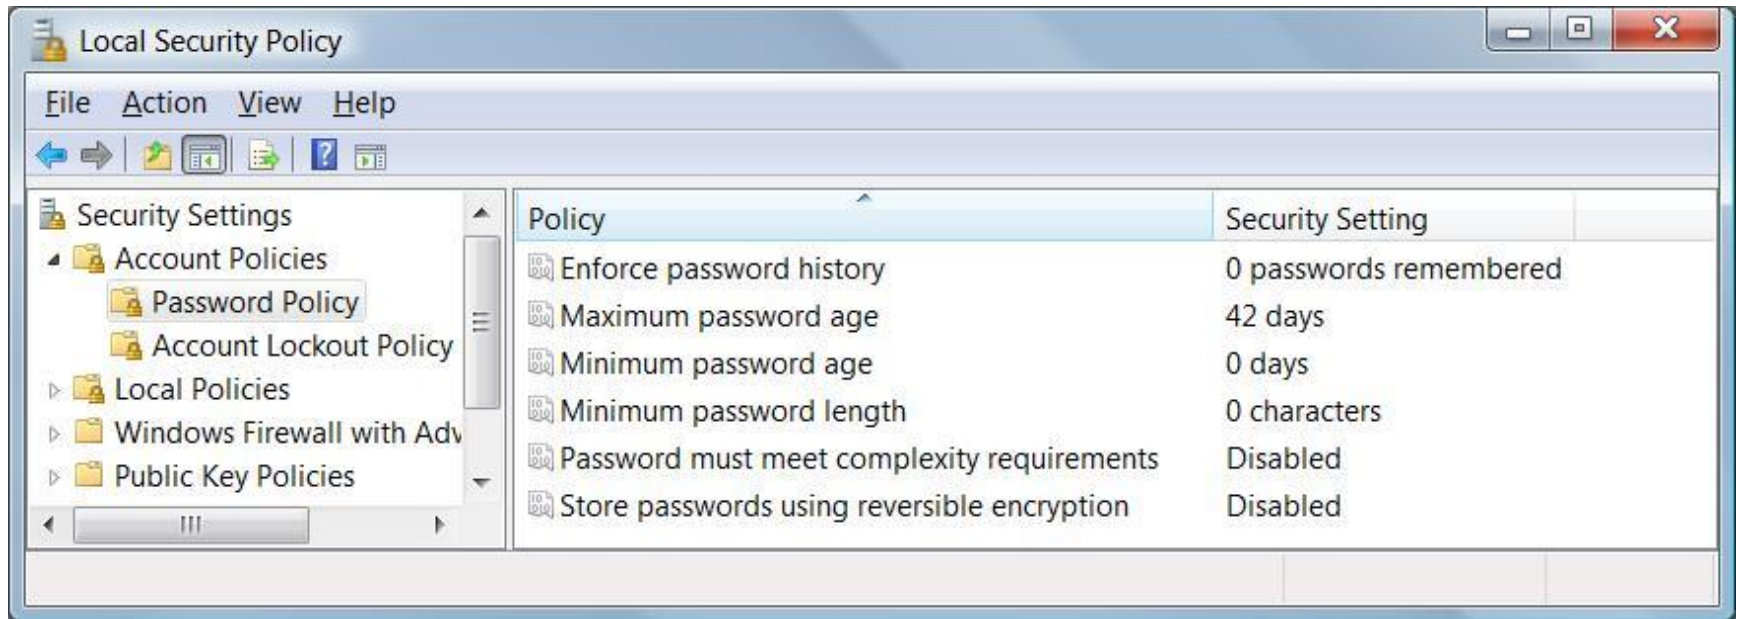 Local Security Policy
File Action View Help
Security Settings
Account Policies
Password Policy
Account Lockout Policy
Local Policies
Windows Firewall with Adv
Public Key Policies
Policy Security Setting
Enforce password history 0 passwords remembered
Maximum password age 42 days
Minimum password age 0 days
Minimum password length 0 characters
Password must meet complexity requirements Disabled
Store passwords using reversible encryption Disabled